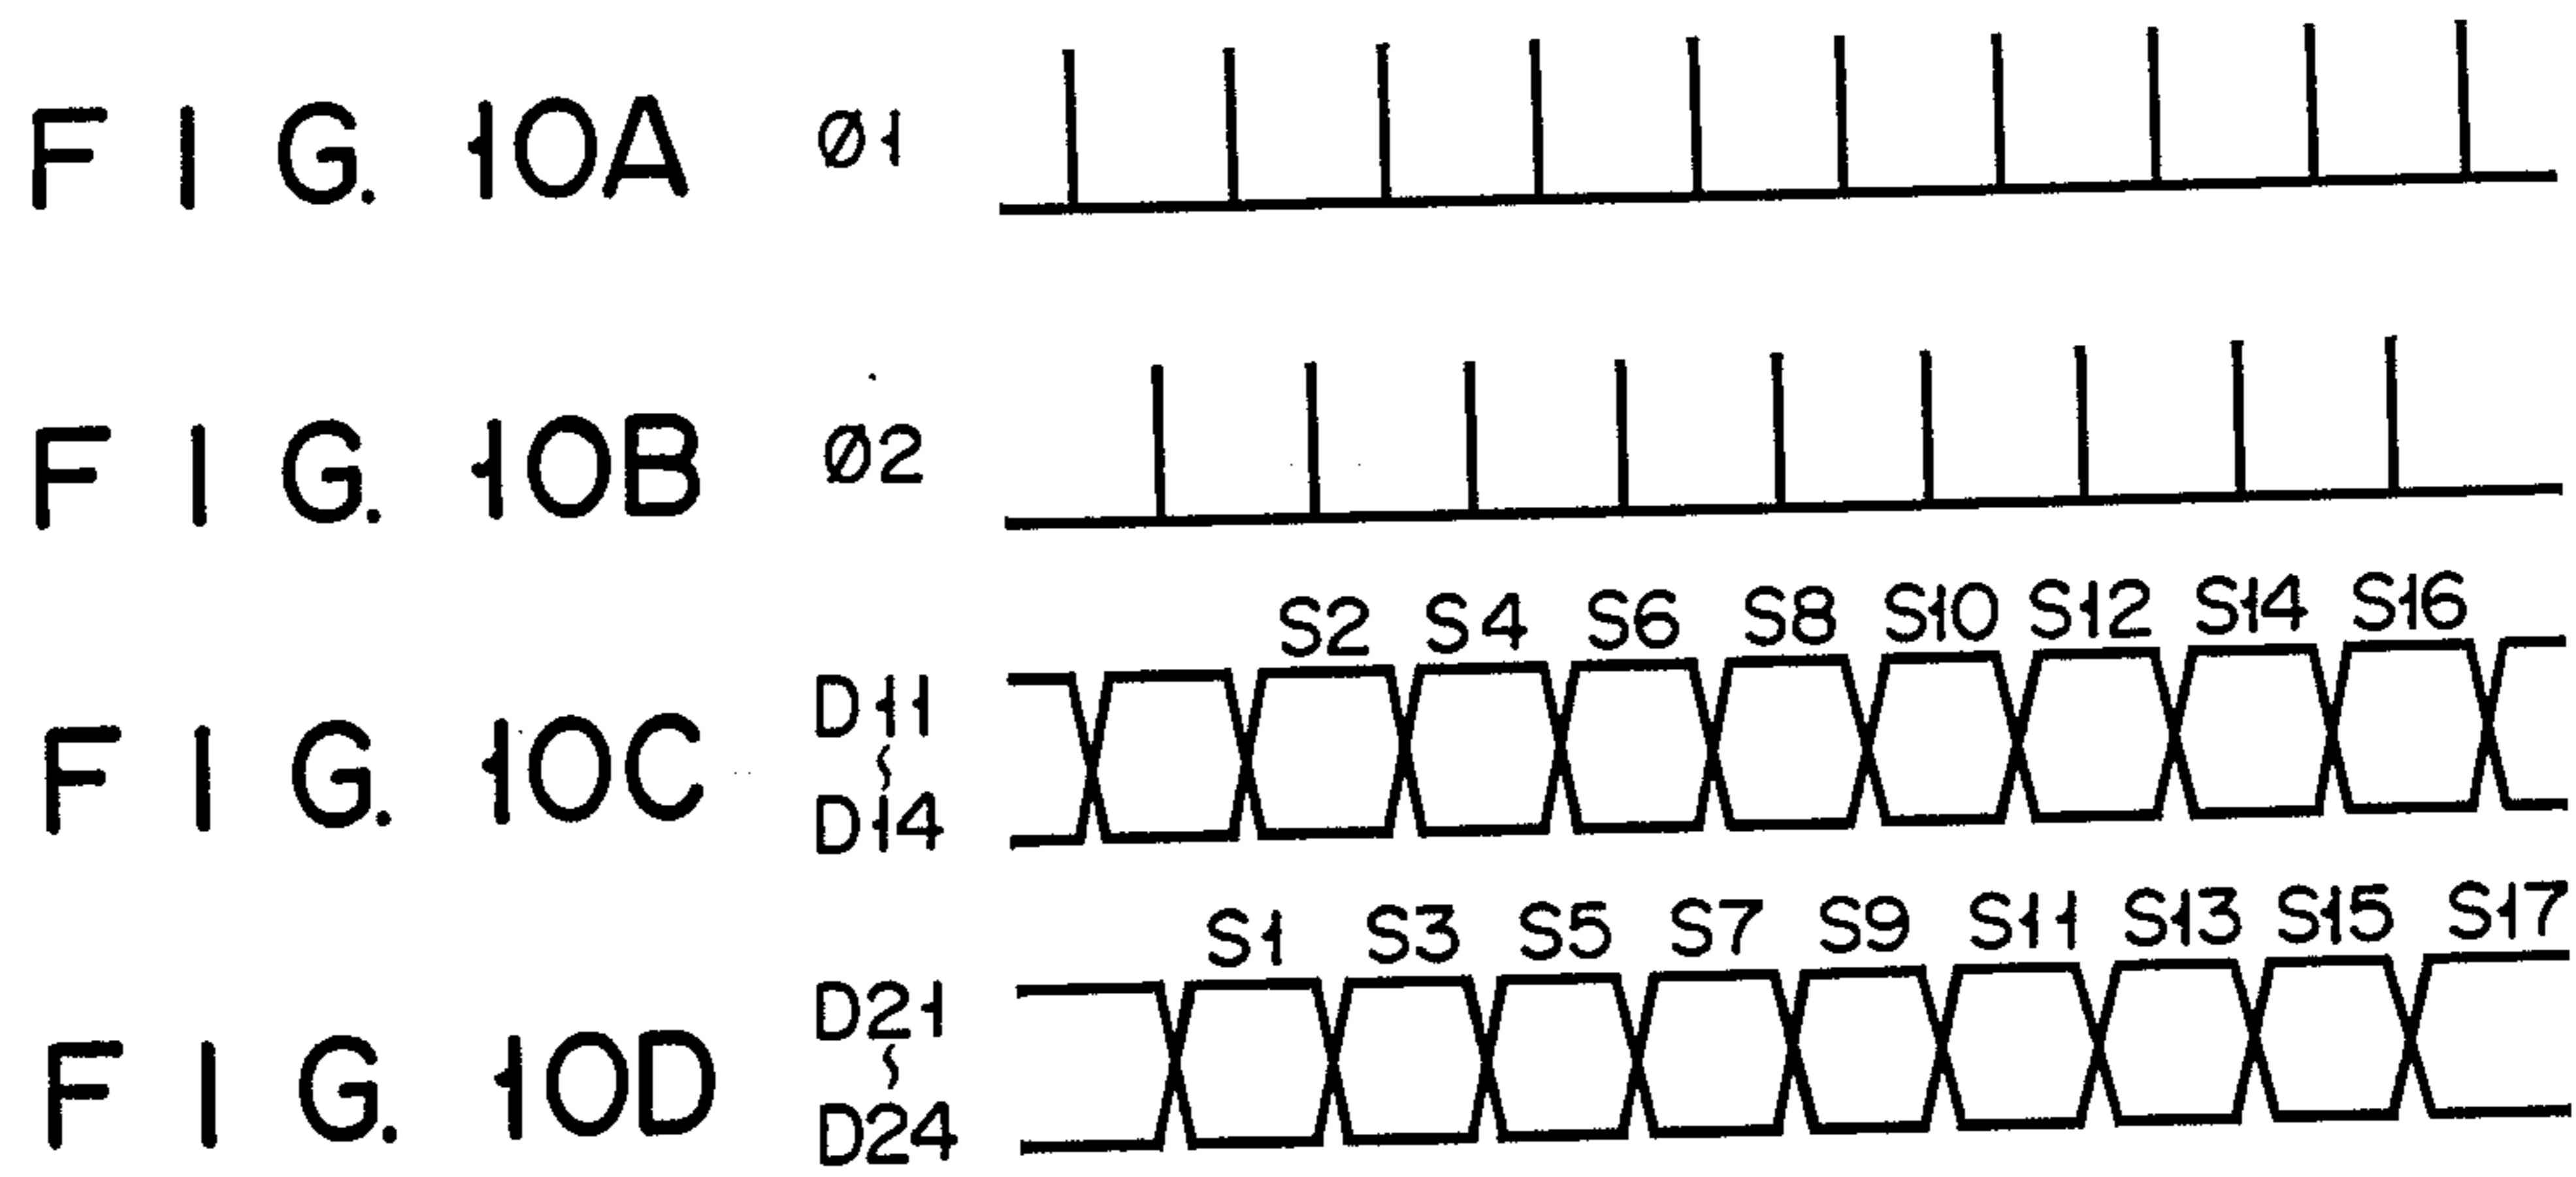 FIG. 10A Ø1
FIG. 10B Ø2
S2 S4 S6 S8 S10 S12 S14 S16
FIG. 10C D11 ~ D14
S1 S3 S5 S7 S9 S11 S13 S15 S17
FIG. 10D D21 ~ D24